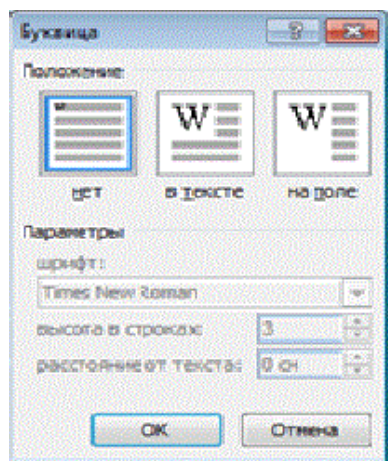 Буквица
Положение
W W
нет в тексте на поле
Параметры
шрифт:
Times New Roman
высота в строках: 3
расстояние от текста: 0 см
ОК Отмена